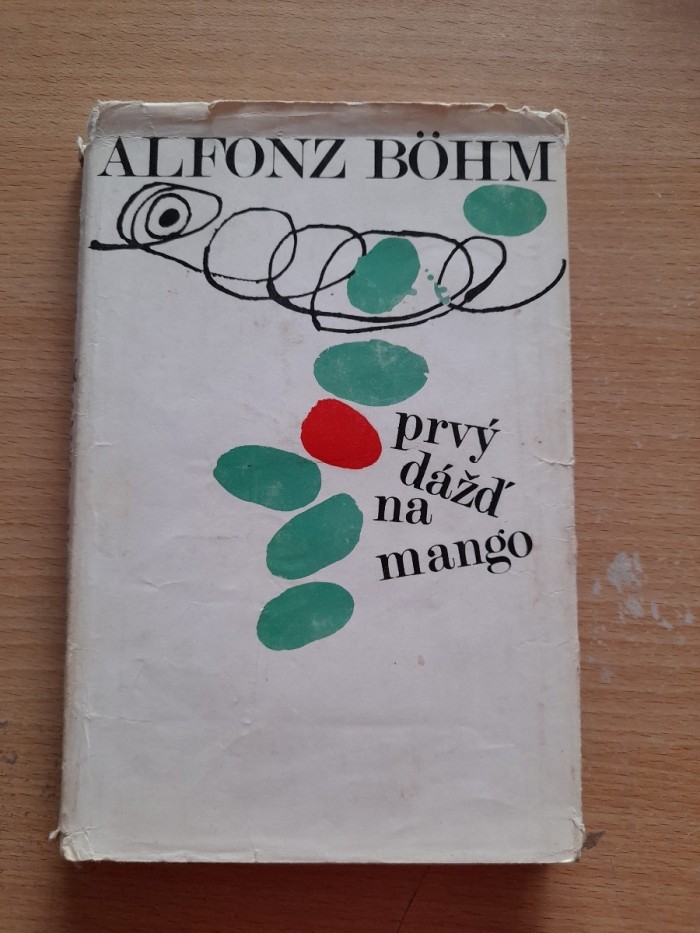 ALFONZ BÖHM
prvý
dážď
na
mango